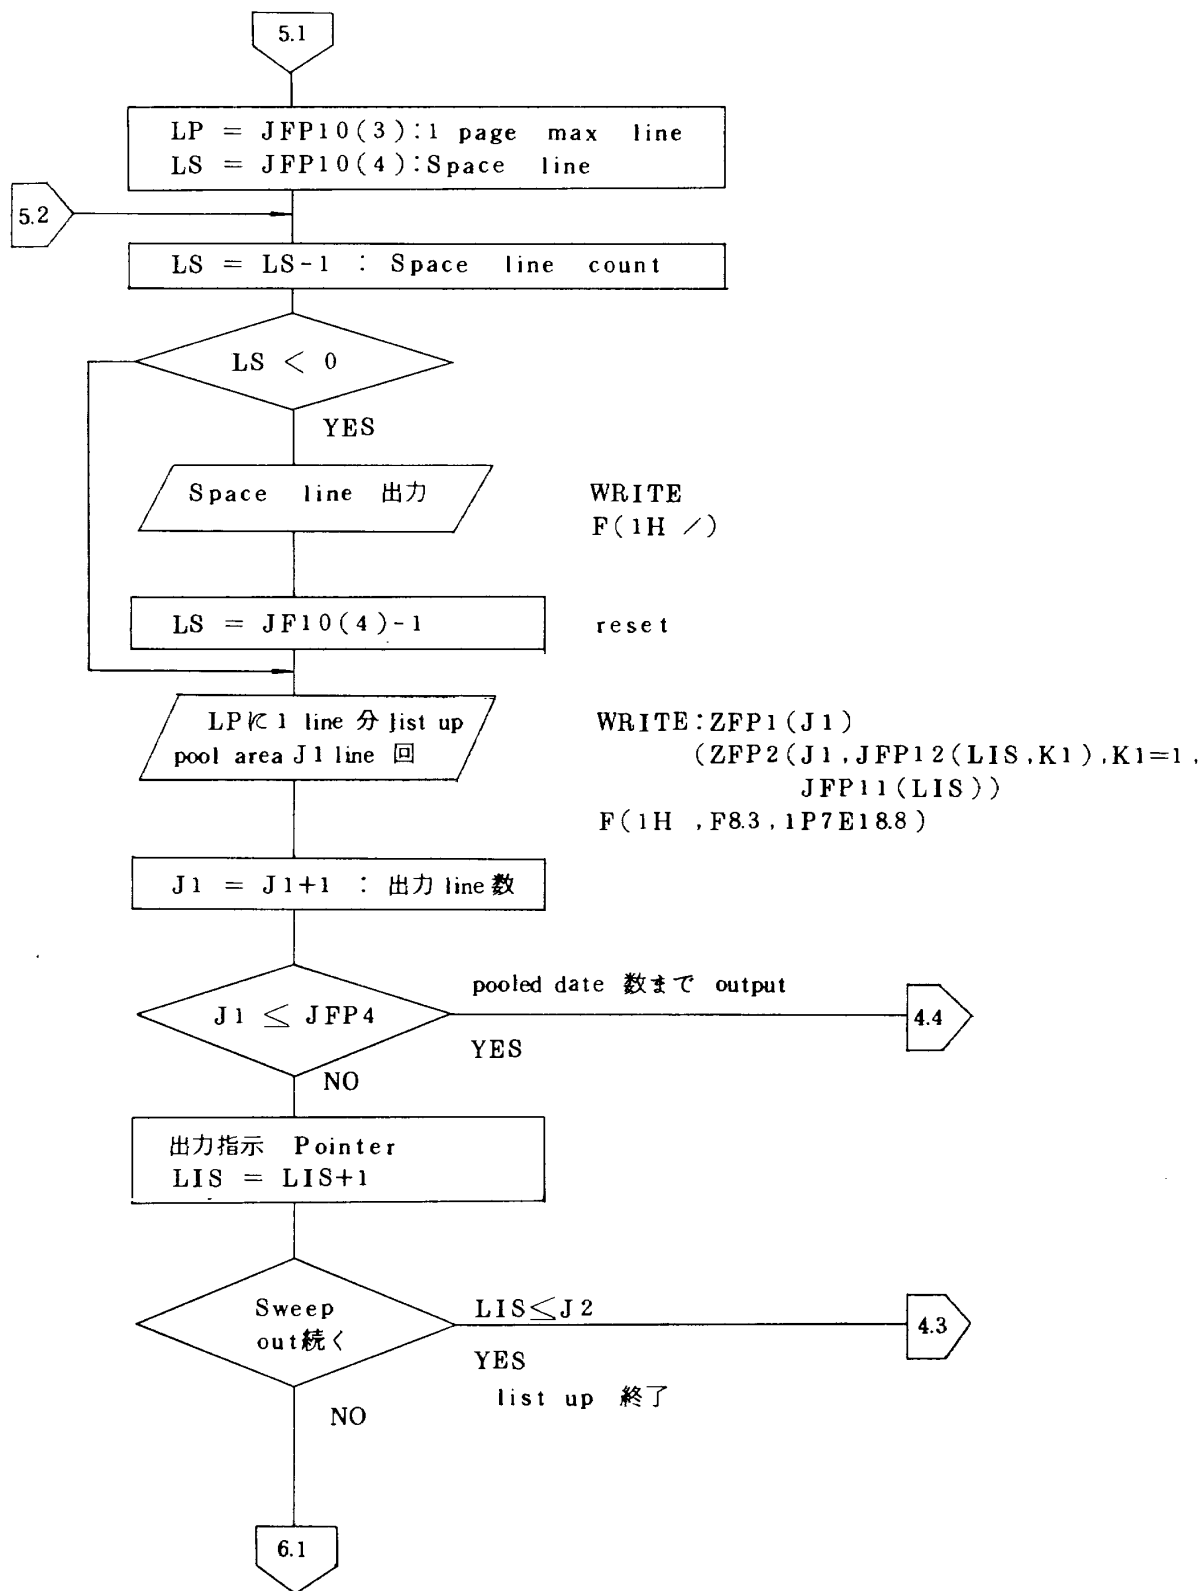 5.1
LP = JFP10(3):1 page max line
LS = JFP10(4):Space line
5.2
LS = LS-1 : Space line count
LS < 0
YES
Space line 出力
WRITE
F(1H /)
LS = JF10(4)-1
reset
LPに1 line 分 list up
pool area J1 line 回
WRITE:ZFP1(J1)
(ZFP2(J1,JFP12(LIS,K1),K1=1,
JFP11(LIS))
F(1H ,F8.3,1P7E18.8)
J1 = J1+1 : 出力 line数
J1 ≤ JFP4
pooled date 数まで output
YES
4.4
NO
出力指示 Pointer
LIS = LIS+1
Sweep
out続く
LIS≤J2
YES
4.3
list up 終了
NO
6.1